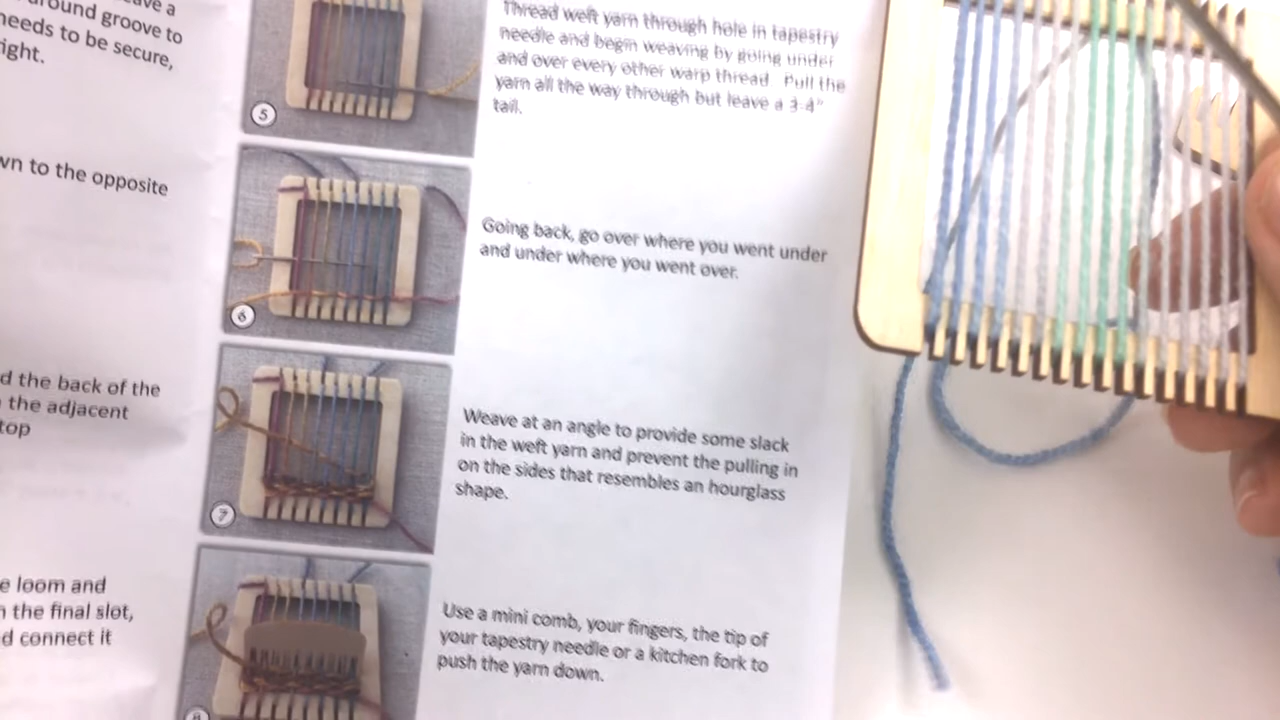 ave a
round groove to
needs to be secure,
ight.
wn to the opposite
d the back of the
the adjacent
top
e loom and
the final slot,
d connect it
5
Thread weft yarn through hole in tapestry
needle and begin weaving by going under
and over every other warp thread. Pull the
yarn all the way through but leave a 3-4"
tail.
6
Going back, go over where you went under
and under where you went over.
7
Weave at an angle to provide some slack
in the weft yarn and prevent the pulling in
on the sides that resembles an hourglass
shape.
Use a mini comb, your fingers, the tip of
your tapestry needle or a kitchen fork to
push the yarn down.